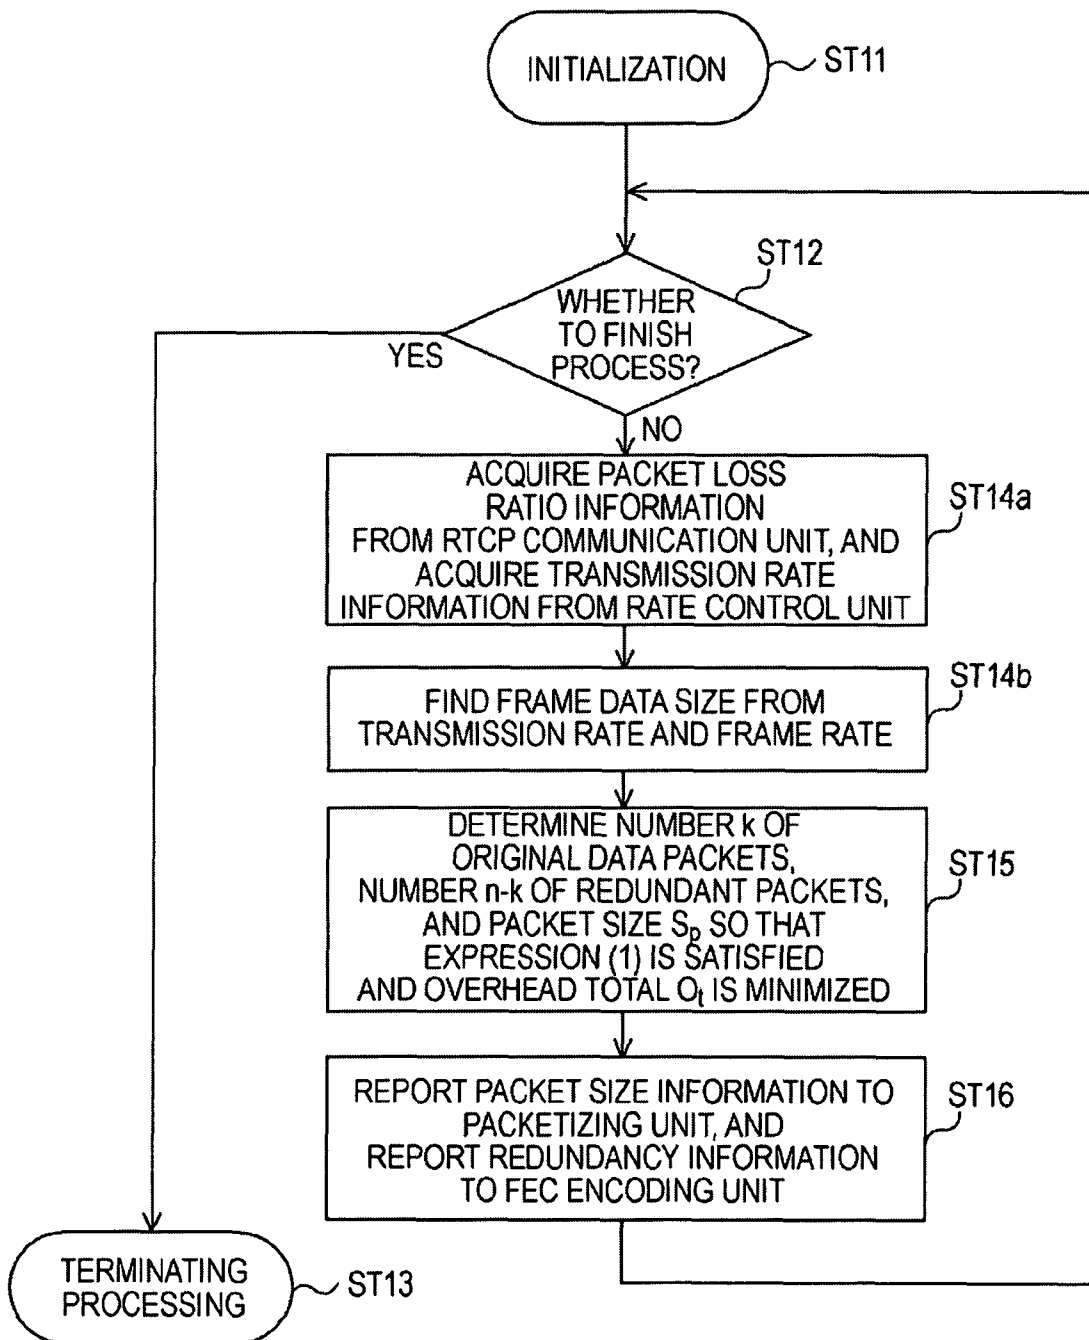 INITIALIZATION
ST11
ST12
WHETHER
TO FINISH
PROCESS?
YES
NO
ACQUIRE PACKET LOSS
RATIO INFORMATION
FROM RTCP COMMUNICATION UNIT, AND
ACQUIRE TRANSMISSION RATE
INFORMATION FROM RATE CONTROL UNIT
ST14a
FIND FRAME DATA SIZE FROM
TRANSMISSION RATE AND FRAME RATE
ST14b
DETERMINE NUMBER k OF
ORIGINAL DATA PACKETS,
NUMBER n-k OF REDUNDANT PACKETS,
AND PACKET SIZE Sp SO THAT
EXPRESSION (1) IS SATISFIED
AND OVERHEAD TOTAL Ot IS MINIMIZED
ST15
REPORT PACKET SIZE INFORMATION TO
PACKETIZING UNIT, AND
REPORT REDUNDANCY INFORMATION
TO FEC ENCODING UNIT
ST16
TERMINATING
PROCESSING
ST13